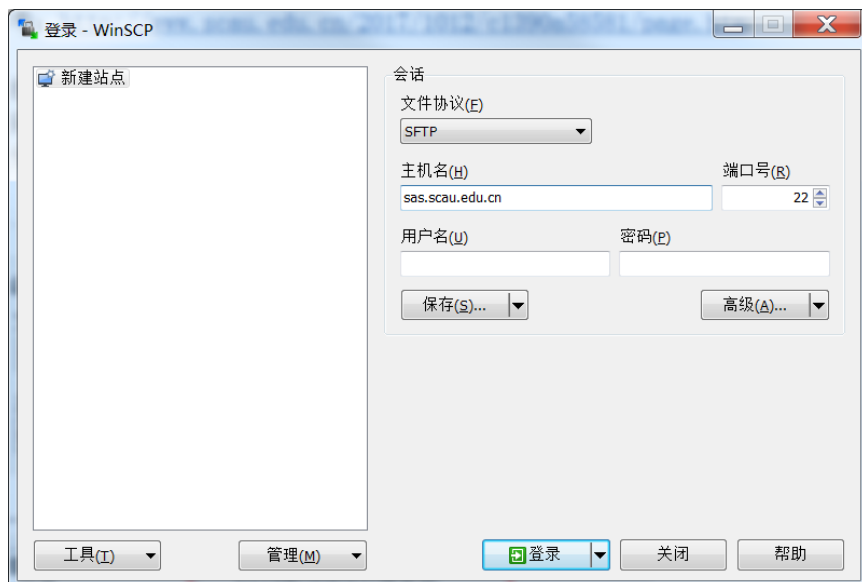 登录 - WinSCP
新建站点
会话
文件协议(F)
SFTP
主机名(H)
端口号(R)
sas.scau.edu.cn
22
用户名(U)
密码(P)
保存(S)...
高级(A)...
工具(T)
管理(M)
登录
关闭
帮助